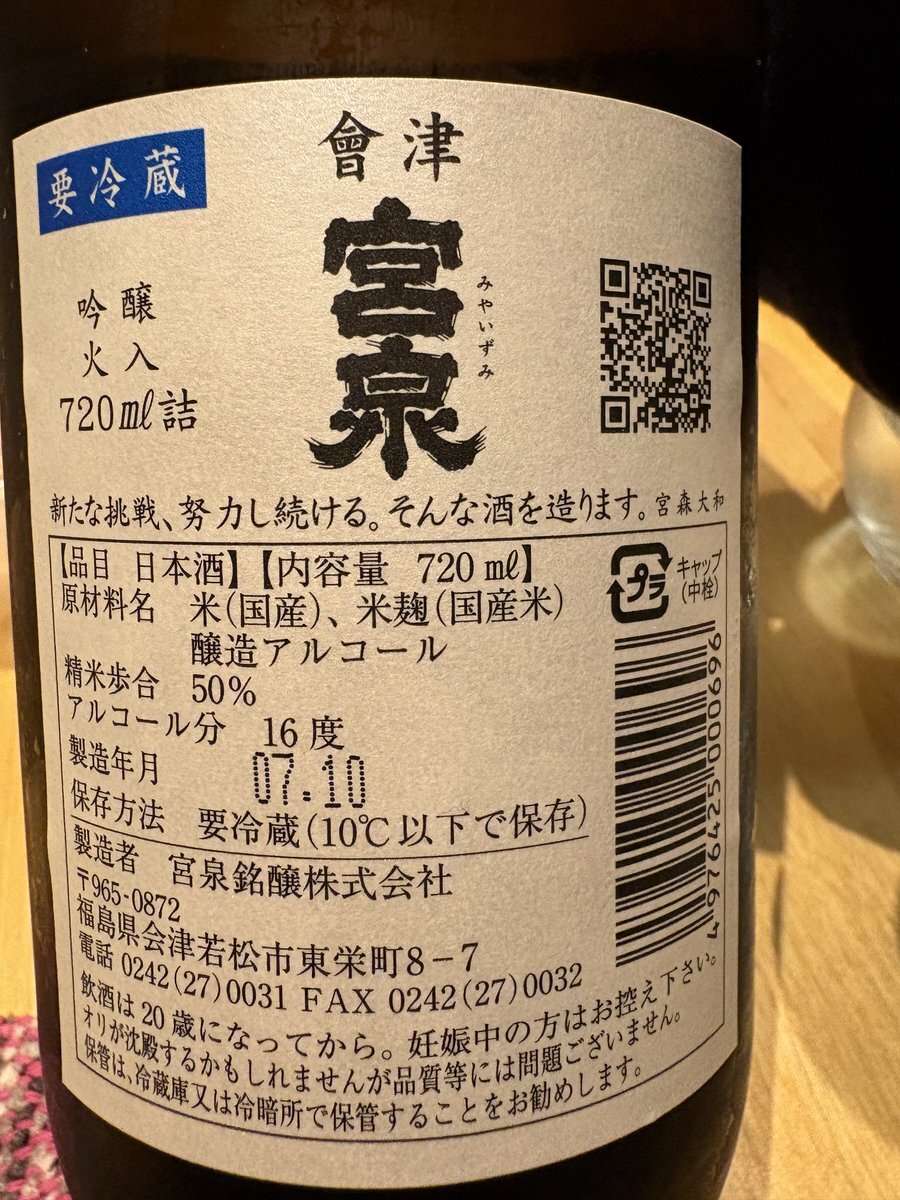 要冷蔵
會津
宮泉
みやいずみ
吟醸
火入
720㎖詰
新たな挑戦、努力し続ける。そんな酒を造ります。宮森大和
【品目 日本酒】【内容量 720㎖】
原材料名 米(国産)、米麹(国産米)
醸造アルコール
精米歩合 50%
アルコール分 16度
製造年月 07.10
保存方法 要冷蔵(10℃以下で保存)
プラ
キャップ
(中栓)
4976425000696
製造者 宮泉銘醸株式会社
〒965-0872
福島県会津若松市東栄町8-7
電話 0242(27)0031 FAX 0242(27)0032
飲酒は20歳になってから。妊娠中の方はお控え下さい。
オリが沈殿するかもしれませんが品質等には問題ございません。
保管は、冷蔵庫又は冷暗所で保管することをお勧めします。